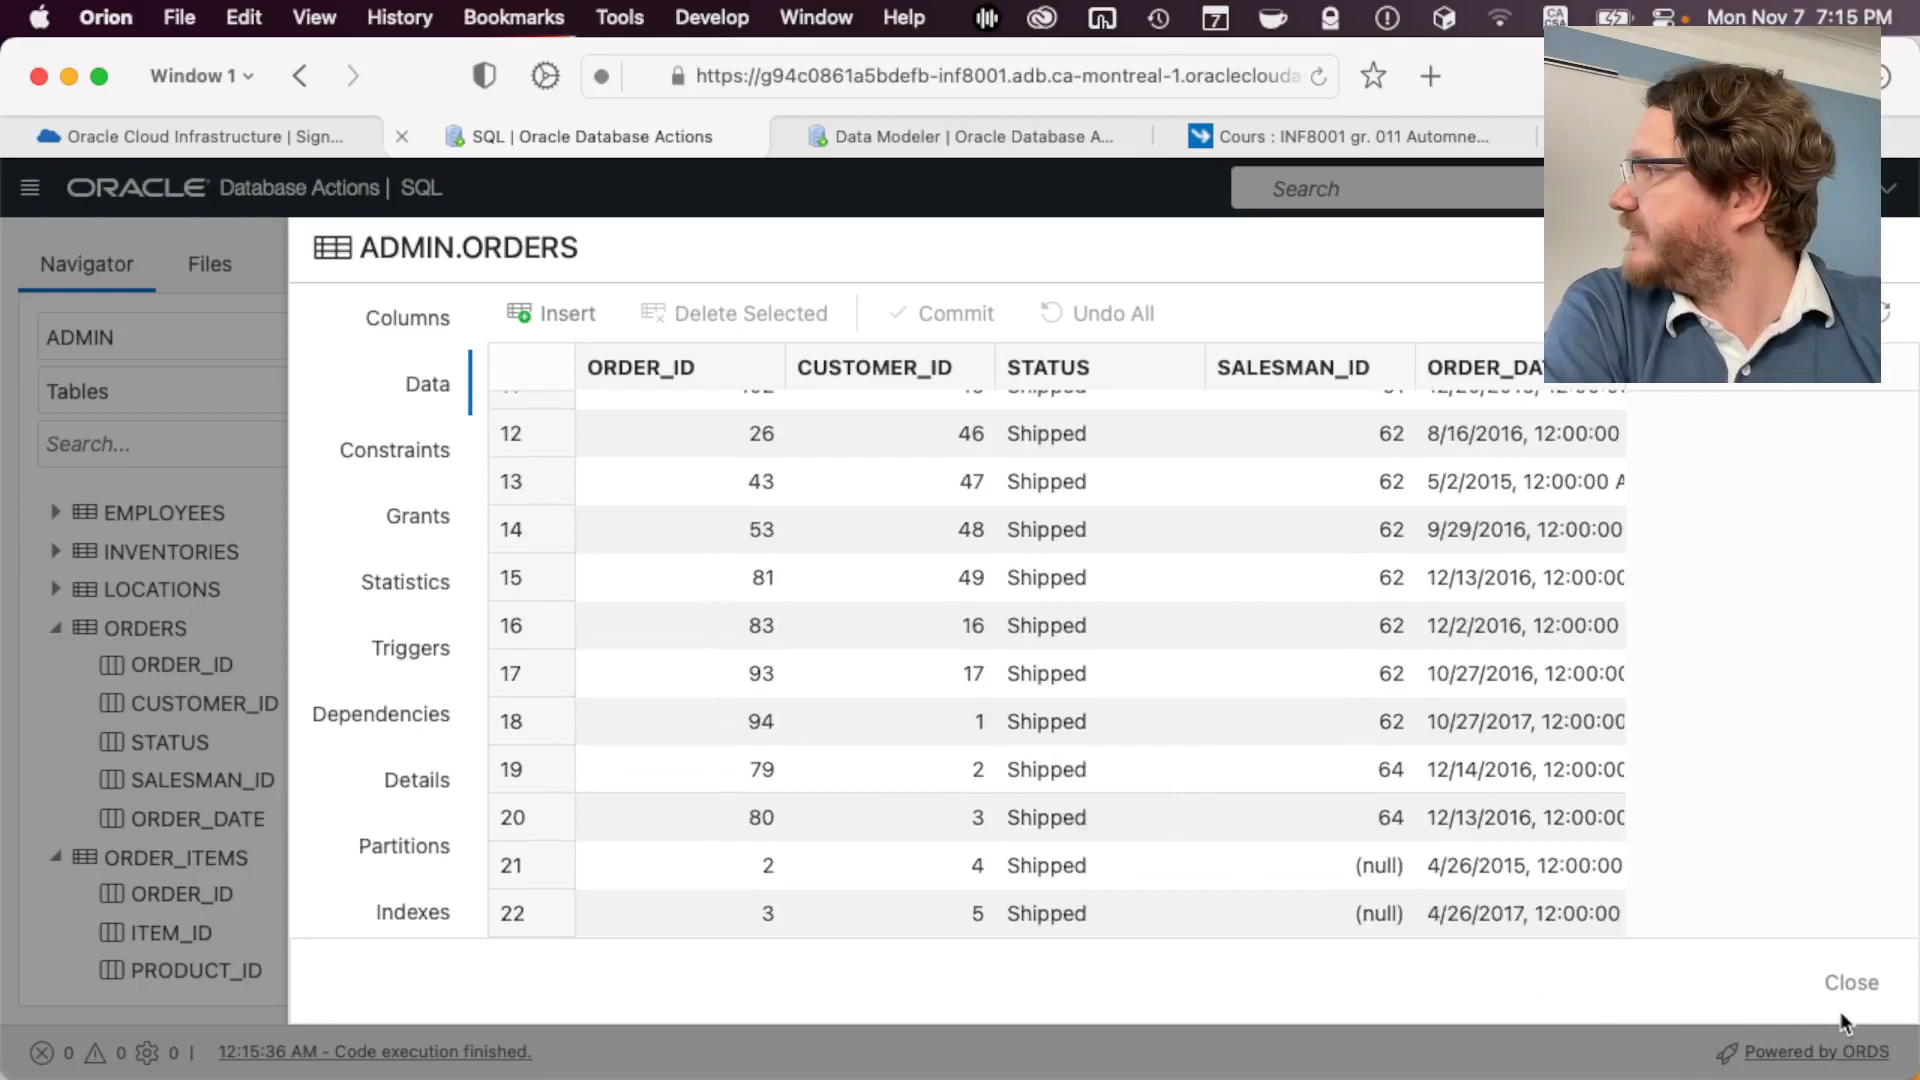 Orion File Edit View History Bookmarks Tools Develop Window Help 7 CA CSA Mon Nov 7 7:15 PM
Window 1 https://g94c0861a5bdefb-inf8001.adb.ca-montreal-1.oracleclouda
Oracle Cloud Infrastructure | Sign... SQL | Oracle Database Actions Data Modeler | Oracle Database A... Cours : INF8001 gr. 011 Automne...
ORACLE Database Actions | SQL Search
Navigator Files
ADMIN
Tables
Search...
EMPLOYEES
INVENTORIES
LOCATIONS
ORDERS
ORDER_ID
CUSTOMER_ID
STATUS
SALESMAN_ID
ORDER_DATE
ORDER_ITEMS
ORDER_ID
ITEM_ID
PRODUCT_ID
ADMIN.ORDERS
Columns
Data
Constraints
Grants
Statistics
Triggers
Dependencies
Details
Partitions
Indexes
Insert Delete Selected Commit Undo All
ORDER_ID CUSTOMER_ID STATUS SALESMAN_ID ORDER_DA
12 26 46 Shipped 62 8/16/2016, 12:00:00
13 43 47 Shipped 62 5/2/2015, 12:00:00 A
14 53 48 Shipped 62 9/29/2016, 12:00:00
15 81 49 Shipped 62 12/13/2016, 12:00:00
16 83 16 Shipped 62 12/2/2016, 12:00:00
17 93 17 Shipped 62 10/27/2016, 12:00:00
18 94 1 Shipped 62 10/27/2017, 12:00:00
19 79 2 Shipped 64 12/14/2016, 12:00:00
20 80 3 Shipped 64 12/13/2016, 12:00:00
21 2 4 Shipped (null) 4/26/2015, 12:00:00
22 3 5 Shipped (null) 4/26/2017, 12:00:00
Close
0 0 0 | 12:15:36 AM - Code execution finished. Powered by ORDS